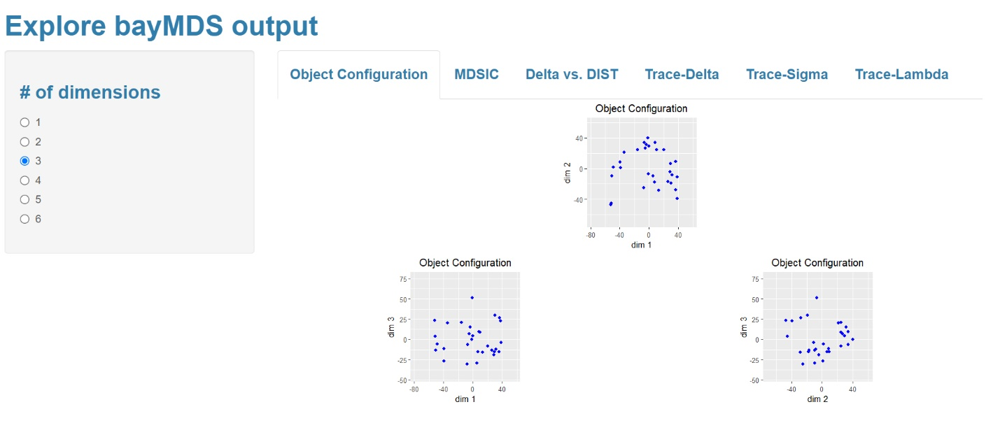 Explore bayMDS output
# of dimensions
1
2
3
4
5
6
Object Configuration MDSIC Delta vs. DIST Trace-Delta Trace-Sigma Trace-Lambda
Object Configuration
dim 2
40
0
-40
-80 -40 0 40
dim 1
Object Configuration
dim 3
75
50
25
0
-25
-50
-80 -40 0 40
dim 1
Object Configuration
dim 3
75
50
25
0
-25
-50
-40 0 40
dim 2